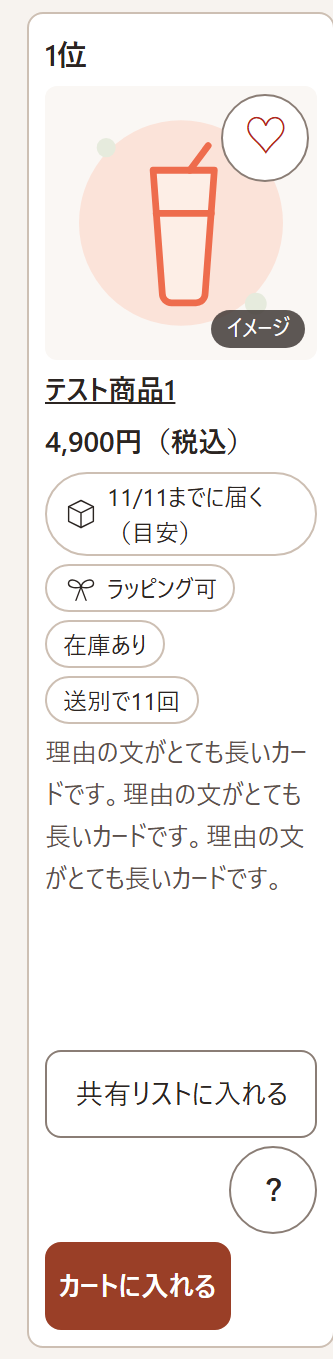 1位
イメージ
テスト商品1
4,900円（税込）
11/11までに届く
（目安）
ラッピング可
在庫あり
送別で11回
理由の文がとても長いカー
ドです。理由の文がとても
長いカードです。理由の文
がとても長いカードです。
共有リストに入れる
?
カートに入れる